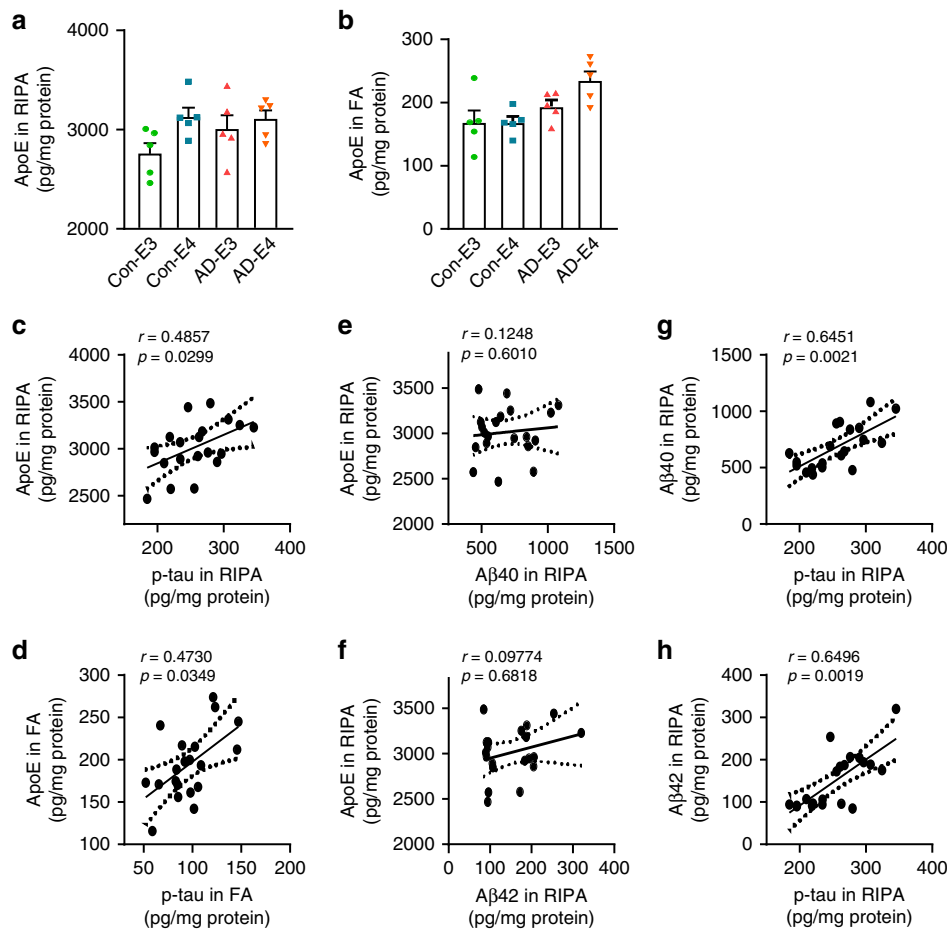 a
ApoE in RIPA
(pg/mg protein)
4000
3000
2000
Con-E3
Con-E4
AD-E3
AD-E4
b
ApoE in FA
(pg/mg protein)
300
200
100
0
Con-E3
Con-E4
AD-E3
AD-E4
c
r = 0.4857
p = 0.0299
ApoE in RIPA
(pg/mg protein)
4000
3500
3000
2500
200
300
400
p-tau in RIPA
(pg/mg protein)
e
r = 0.1248
p = 0.6010
ApoE in RIPA
(pg/mg protein)
3500
3000
2500
2000
500
1000
1500
Aβ40 in RIPA
(pg/mg protein)
g
r = 0.6451
p = 0.0021
Aβ40 in RIPA
(pg/mg protein)
1500
1000
500
0
200
300
400
p-tau in RIPA
(pg/mg protein)
d
r = 0.4730
p = 0.0349
ApoE in FA
(pg/mg protein)
300
250
200
150
100
50
100
150
200
p-tau in FA
(pg/mg protein)
f
r = 0.09774
p = 0.6818
ApoE in RIPA
(pg/mg protein)
3500
3000
2500
2000
0
100
200
300
400
Aβ42 in RIPA
(pg/mg protein)
h
r = 0.6496
p = 0.0019
Aβ42 in RIPA
(pg/mg protein)
400
300
200
100
0
200
300
400
p-tau in RIPA
(pg/mg protein)